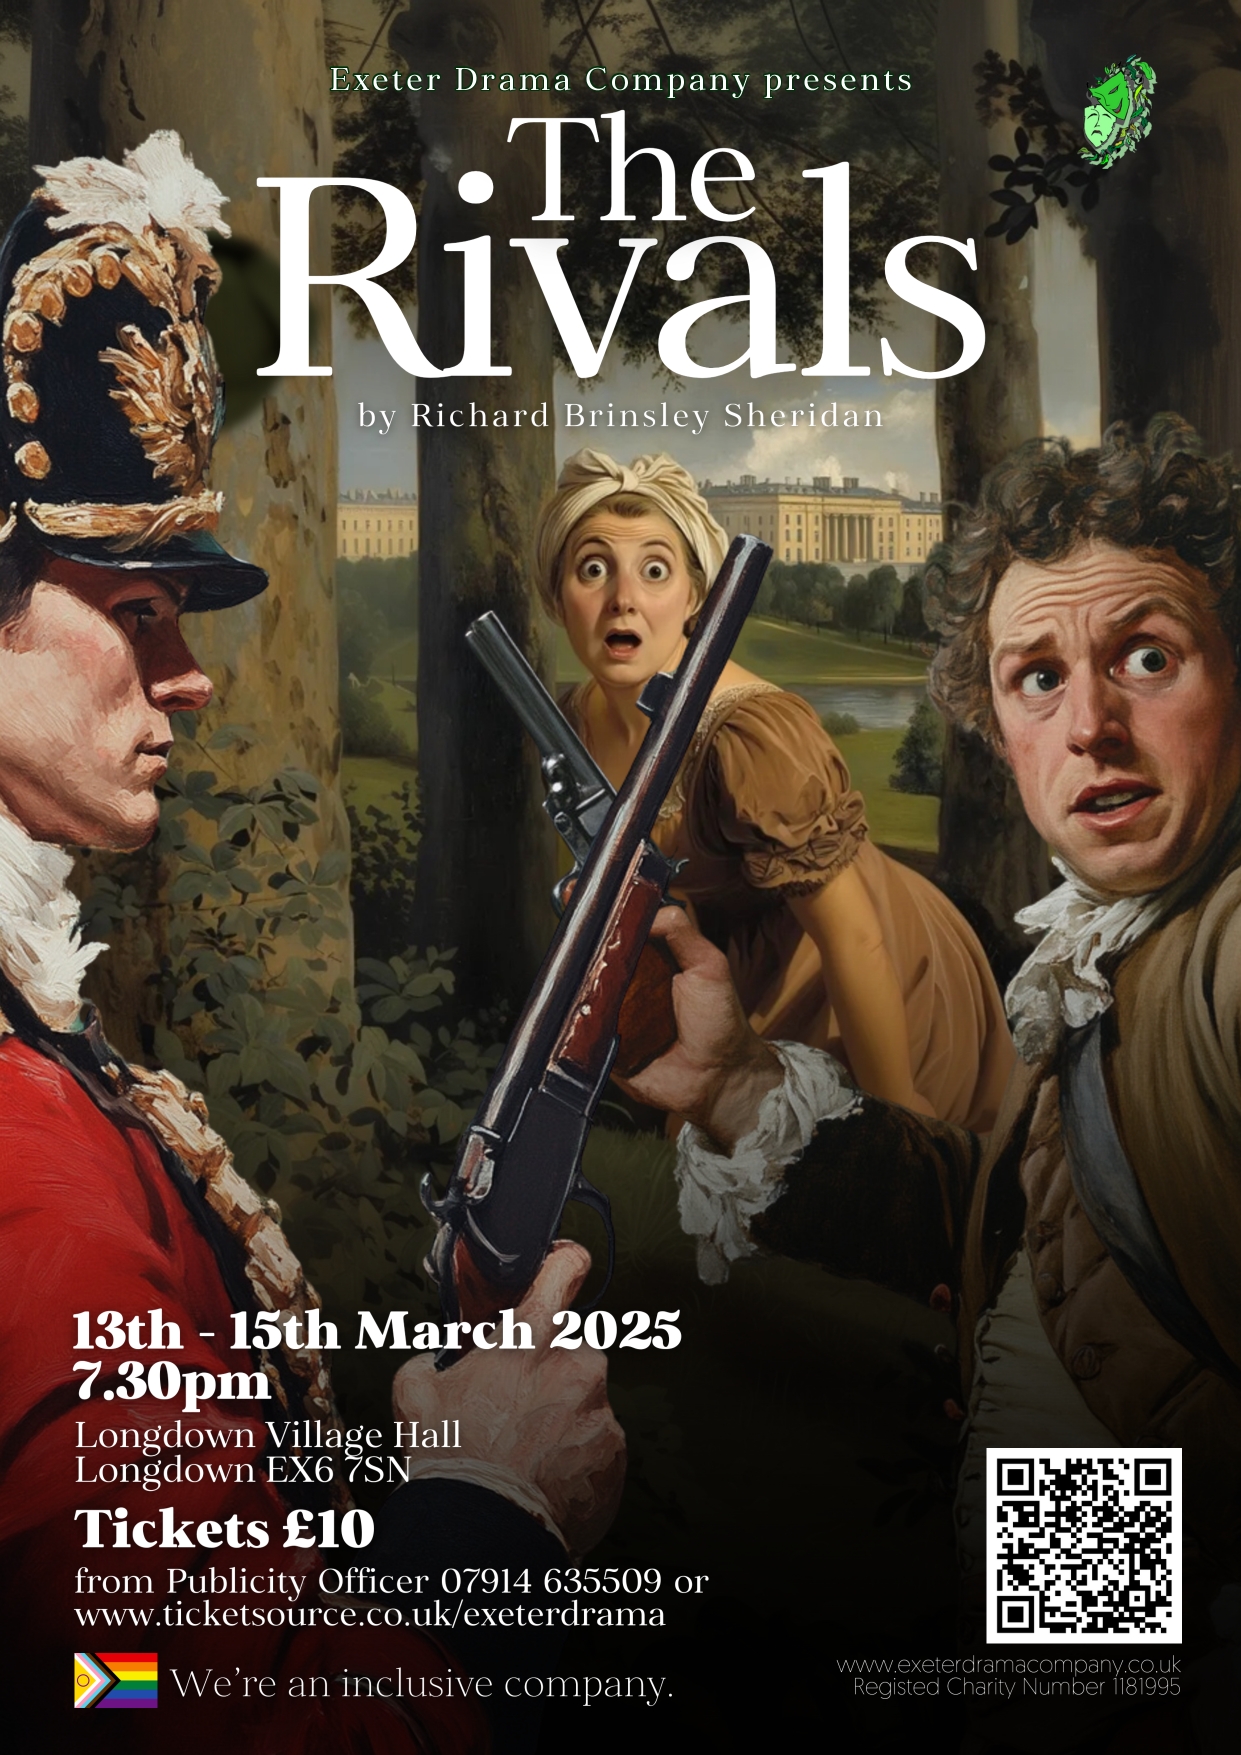 Exeter Drama Company presents
The
Rivals
by Richard Brinsley Sheridan
13th - 15th March 2025
7.30pm
Longdown Village Hall
Longdown EX6 7SN
Tickets £10
from Publicity Officer 07914 635509 or
www.ticketsource.co.uk/exeterdrama
We're an inclusive company.
www.exeterdramacompany.co.uk
Registed Charity Number 1181995